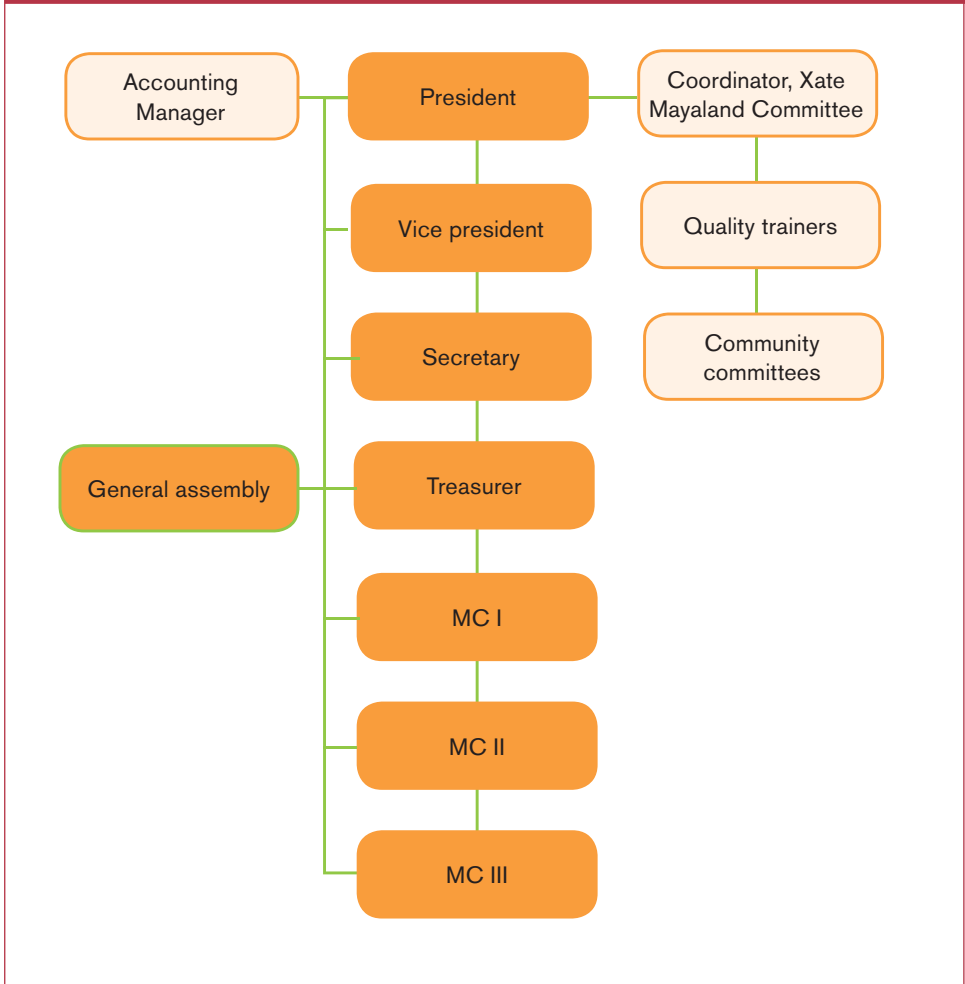 Accounting
Manager
President
Coordinator, Xate
Mayaland Committee
Vice president
Quality trainers
Secretary
Community
committees
General assembly
Treasurer
MC I
MC II
MC III